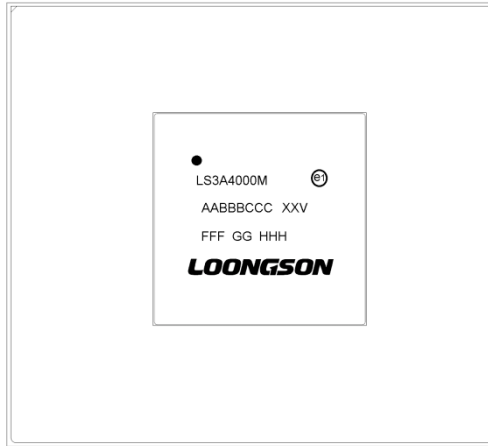 LS3A4000M e1
AABBBCCC XXV
FFF GG HHH
LOONGSON